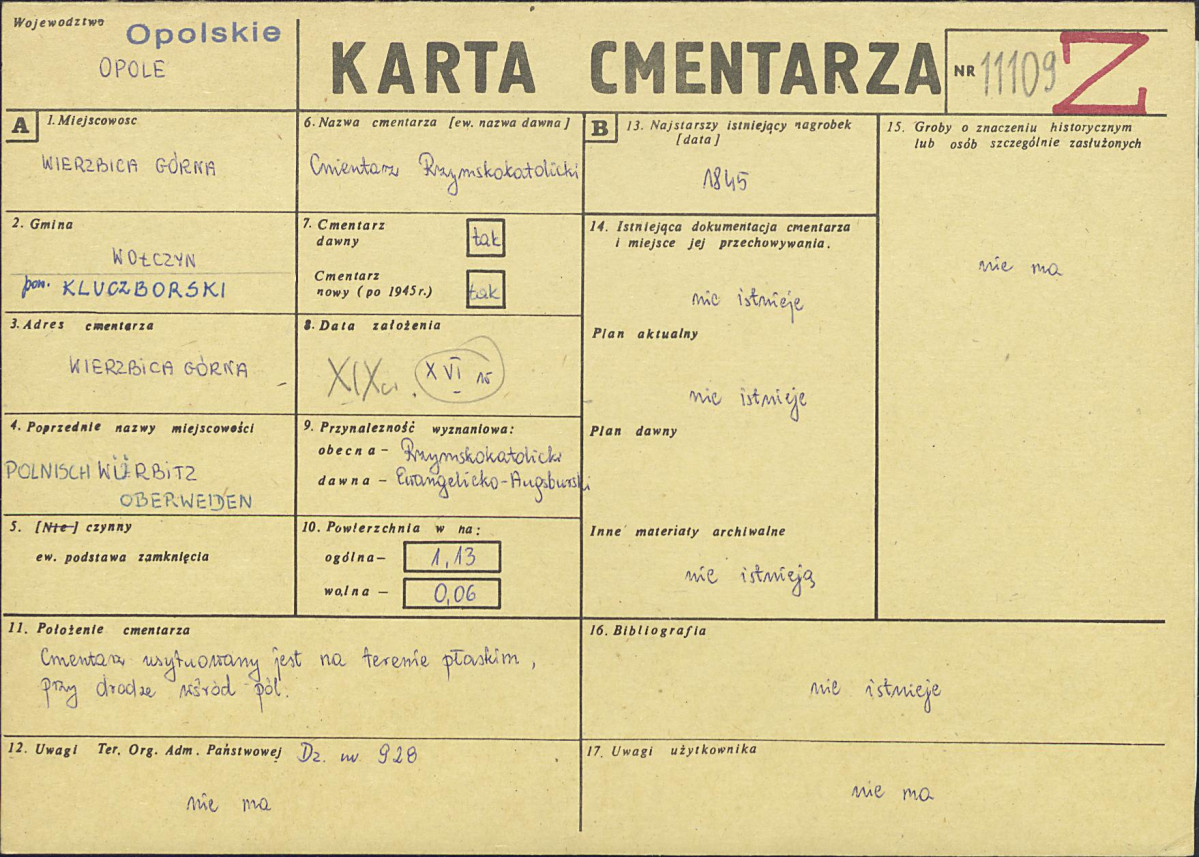 Województwo
Opolskie
OPOLE
KARTA CMENTARZA
NR 11109 Z
A
1. Miejscowosc
WIERZBICA GÓRNA
2. Gmina
WOŁCZYN
pow. KLUCZBORSKI
3. Adres cmentarza
WIERZBICA GÓRNA
4. Poprzednie nazwy miejscowości
POLNISCH WÜRBITZ
OBERWEIDEN
5. [Nie] czynny
ew. podstawa zamknięcia
6. Nazwa cmentarza [ew. nazwa dawna]
Cmentarz Rzymskokatolicki
7. Cmentarz
dawny
tak
Cmentarz
nowy (po 1945 r.)
tak
8. Data założenia
XIX XVI w
9. Przynależność wyznaniowa:
obecna – Rzymskokatolicki
dawna – Ewangelicko-Augsburski
10. Powierzchnia w ha:
ogólna – 1,13
wolna – 0,06
11. Położenie cmentarza
Cmentarz usytuowany jest na terenie płaskim,
przy drodze wśród pól.
12. Uwagi Ter. Org. Adm. Państwowej Dz. nr 928
nie ma
B
13. Najstarszy istniejący nagrobek
[data]
1845
14. Istniejąca dokumentacja cmentarza
i miejsce jej przechowywania.
nie istnieje
Plan aktualny
nie istnieje
Plan dawny
Inne materiały archiwalne
nie istnieją
15. Groby o znaczeniu historycznym
lub osób szczególnie zasłużonych
nie ma
16. Bibliografia
nie istnieje
17. Uwagi użytkownika
nie ma